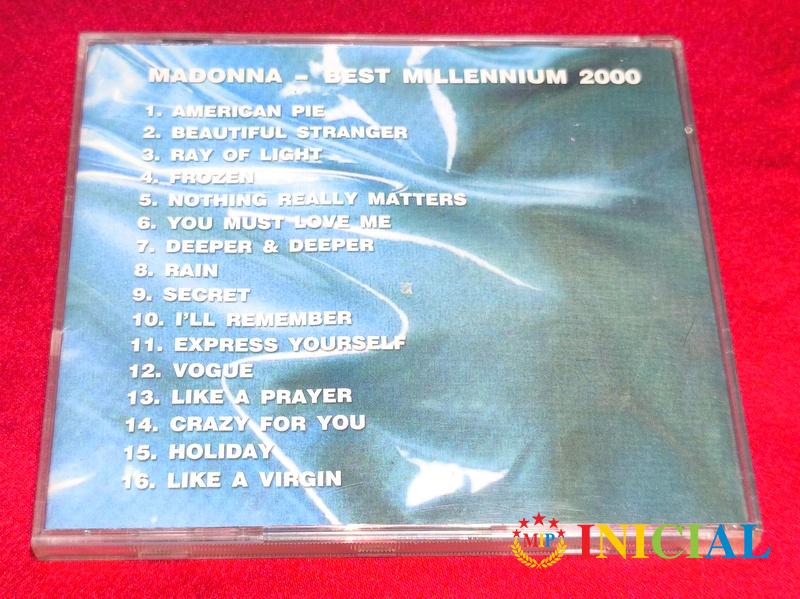 MADONNA - BEST MILLENNIUM 2000
1. AMERICAN PIE
2. BEAUTIFUL STRANGER
3. RAY OF LIGHT
4. FROZEN
5. NOTHING REALLY MATTERS
6. YOU MUST LOVE ME
7. DEEPER & DEEPER
8. RAIN
9. SECRET
10. I'LL REMEMBER
11. EXPRESS YOURSELF
12. VOGUE
13. LIKE A PRAYER
14. CRAZY FOR YOU
15. HOLIDAY
16. LIKE A VIRGIN
MIP INICIAL